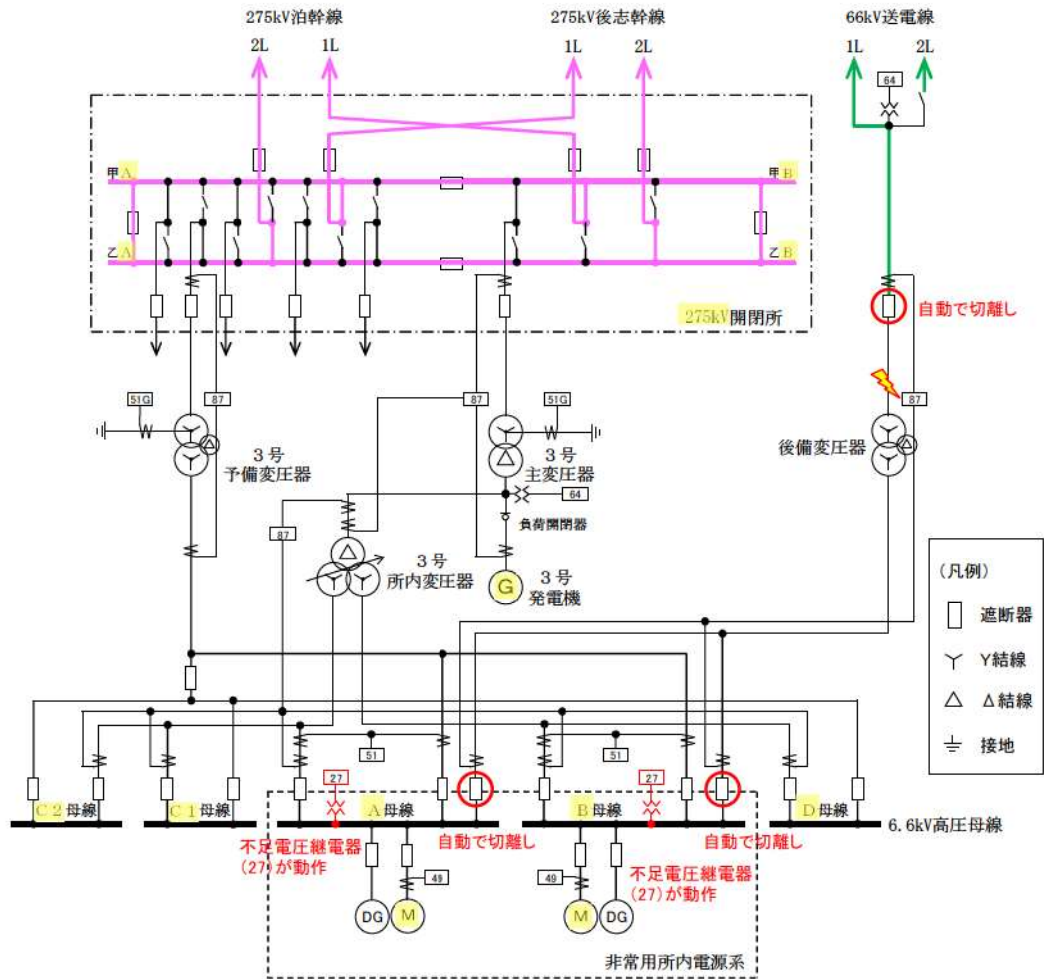 275kV泊幹線
275kV後志幹線
66kV送電線
2L
1L
1L
2L
1L
2L
64
甲A
甲B
乙A
乙B
275kV開閉所
自動で切離し
51G
87
87
51G
87
3号
予備変圧器
3号
主変圧器
後備変圧器
64
負荷開閉器
87
3号
所内変圧器
G
3号
発電機
(凡例)
遮断器
Y結線
Δ結線
接地
51
51
27
27
C2母線
C1母線
A母線
B母線
D母線
6.6kV高圧母線
不足電圧継電器
(27)が動作
自動で切離し
自動で切離し
不足電圧継電器
(27)が動作
49
49
DG
M
M
DG
非常用所内電源系